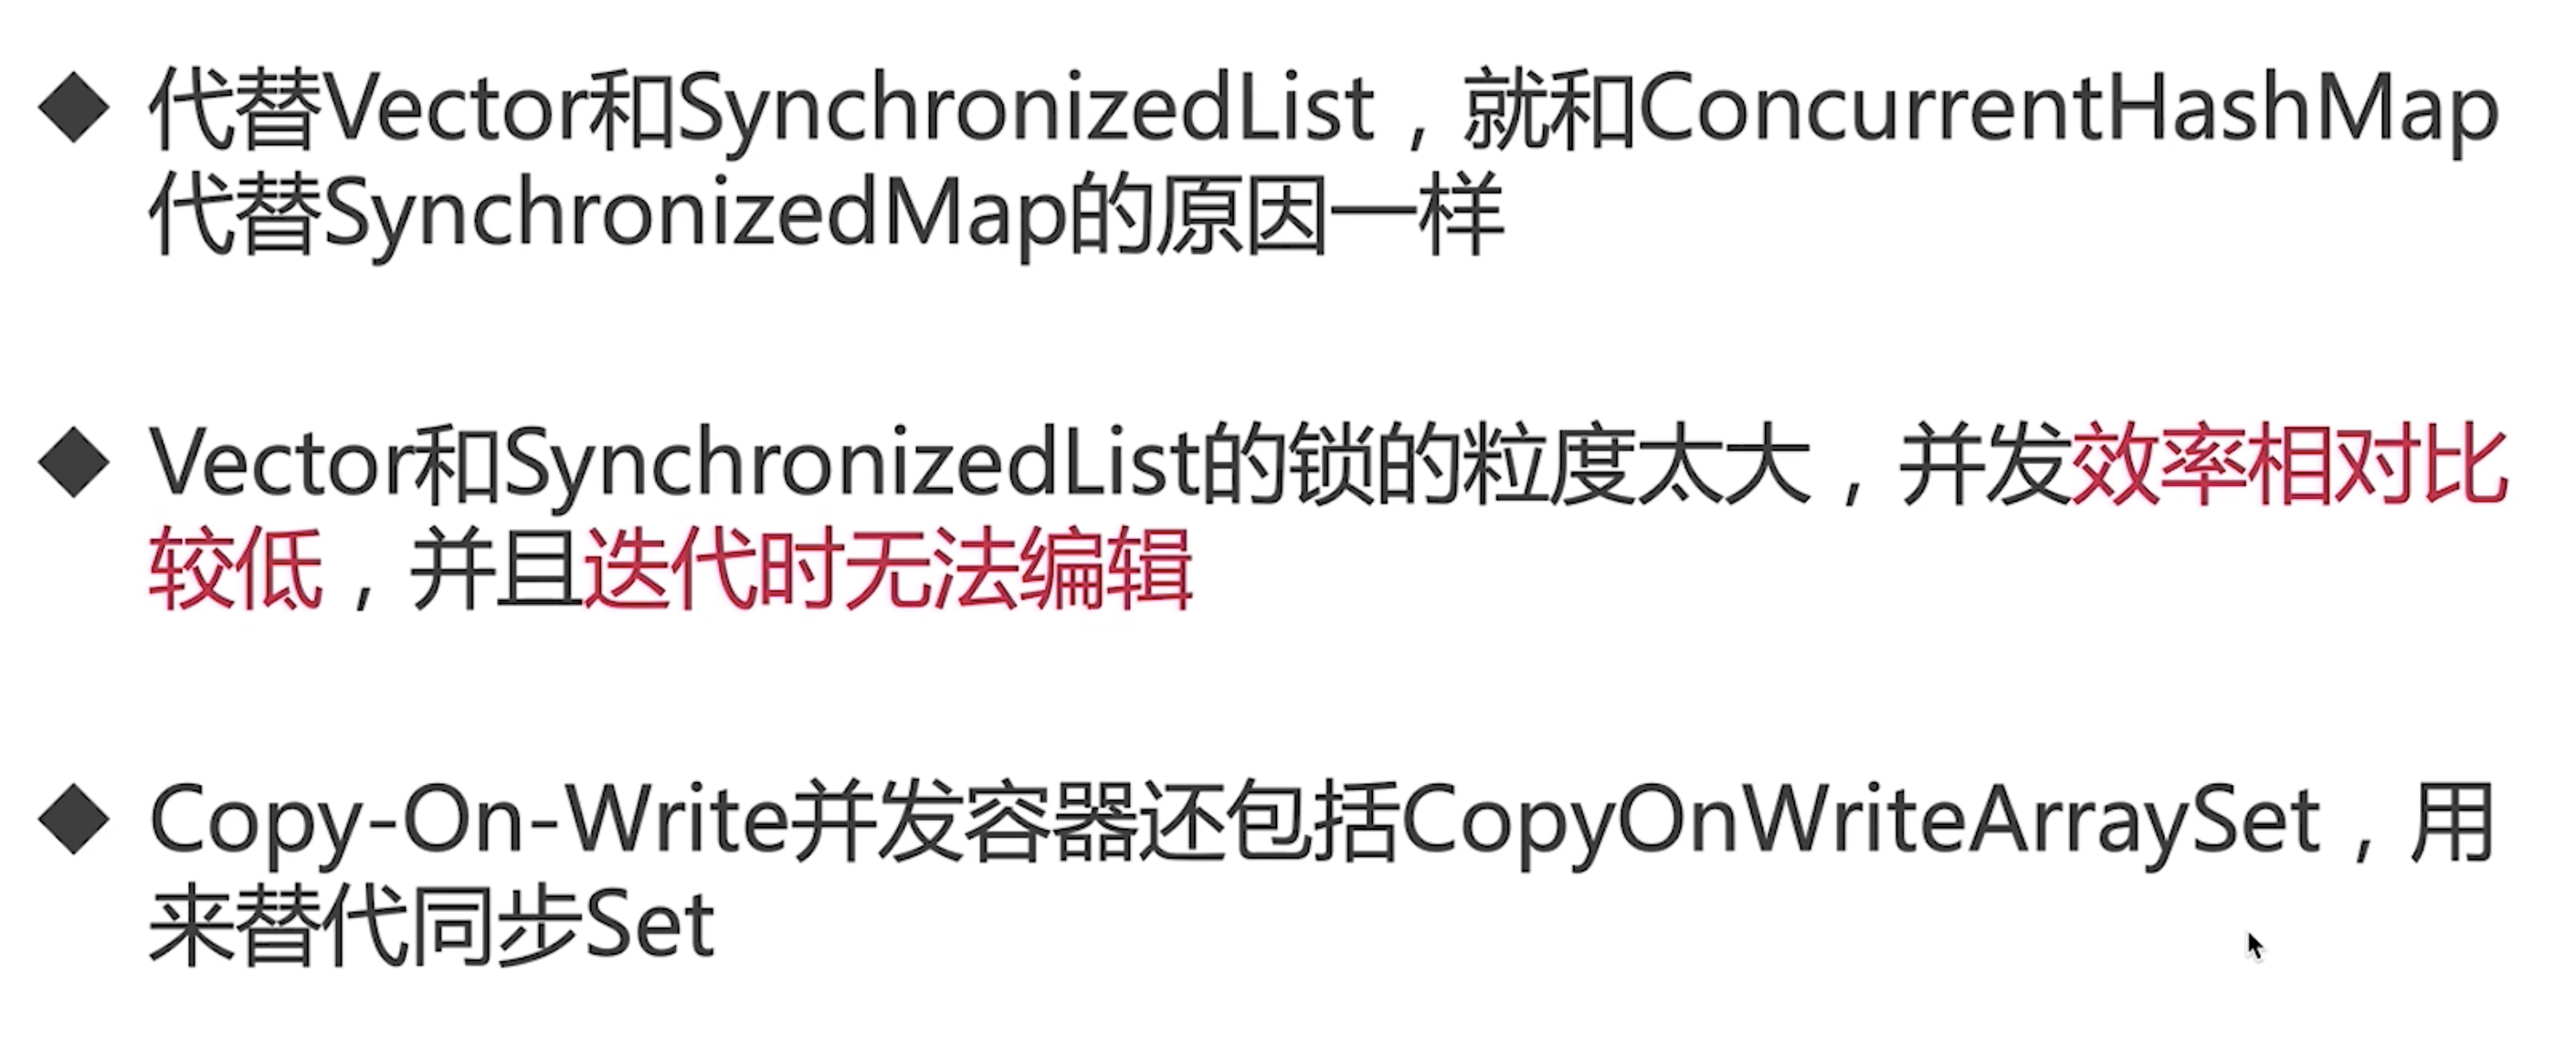 代替Vector和SynchronizedList，就和ConcurrentHashMap
代替SynchronizedMap的原因一样
Vector和SynchronizedList的锁的粒度太大，并发效率相对比
较低，并且迭代时无法编辑
Copy-On-Write并发容器还包括CopyOnWriteArraySet，用
来替代同步Set